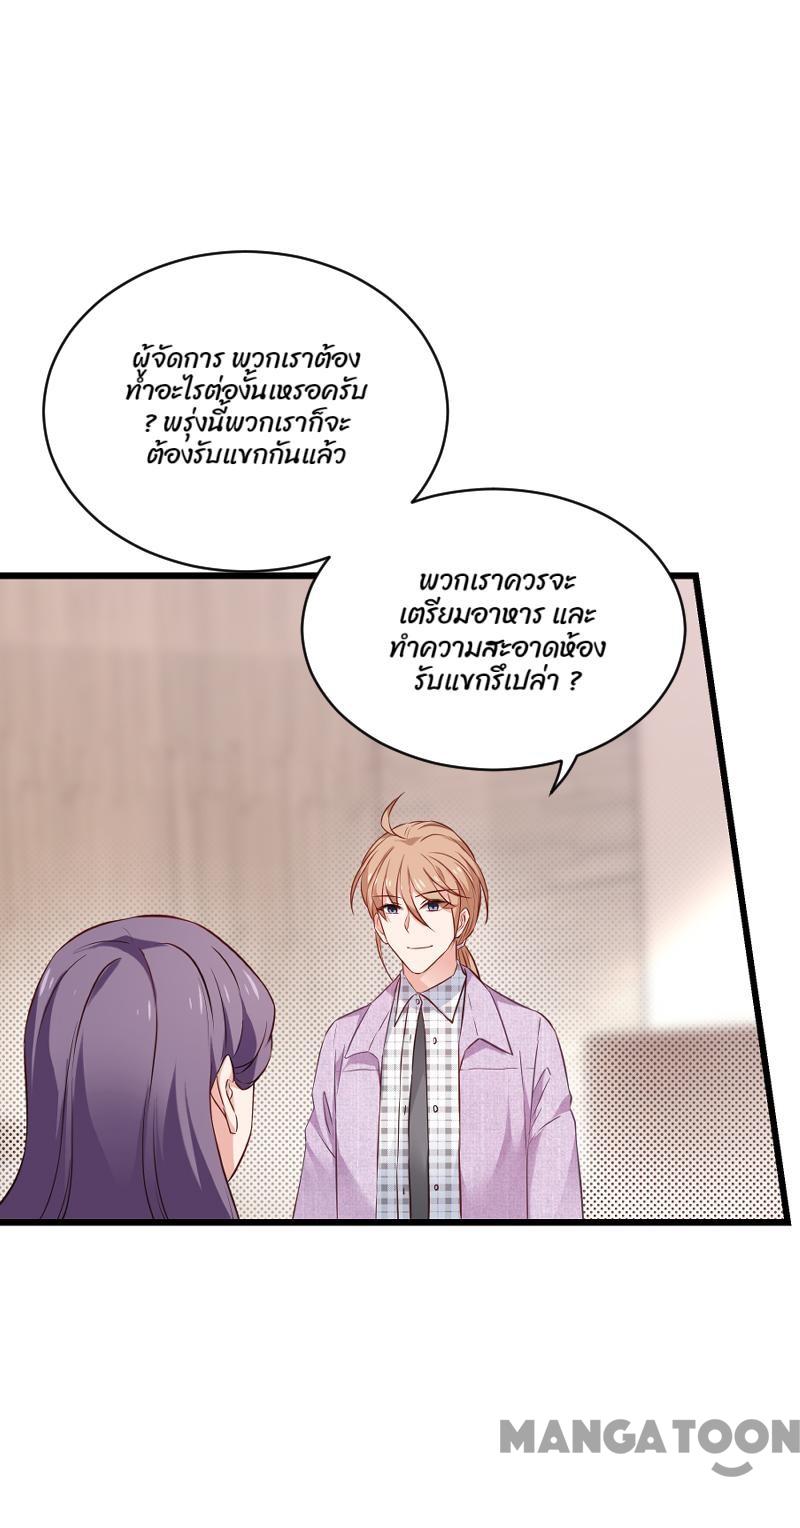 ผู้จัดการ พวกเราต้อง
ทำอะไรต่องั้นเหรอครับ
? พรุ่งนี้พวกเราก็จะ
ต้องรับแขกกันแล้ว
พวกเราควรจะ
เตรียมอาหาร และ
ทำความสะอาดห้อง
รับแขกรึเปล่า ?
MANGATOON